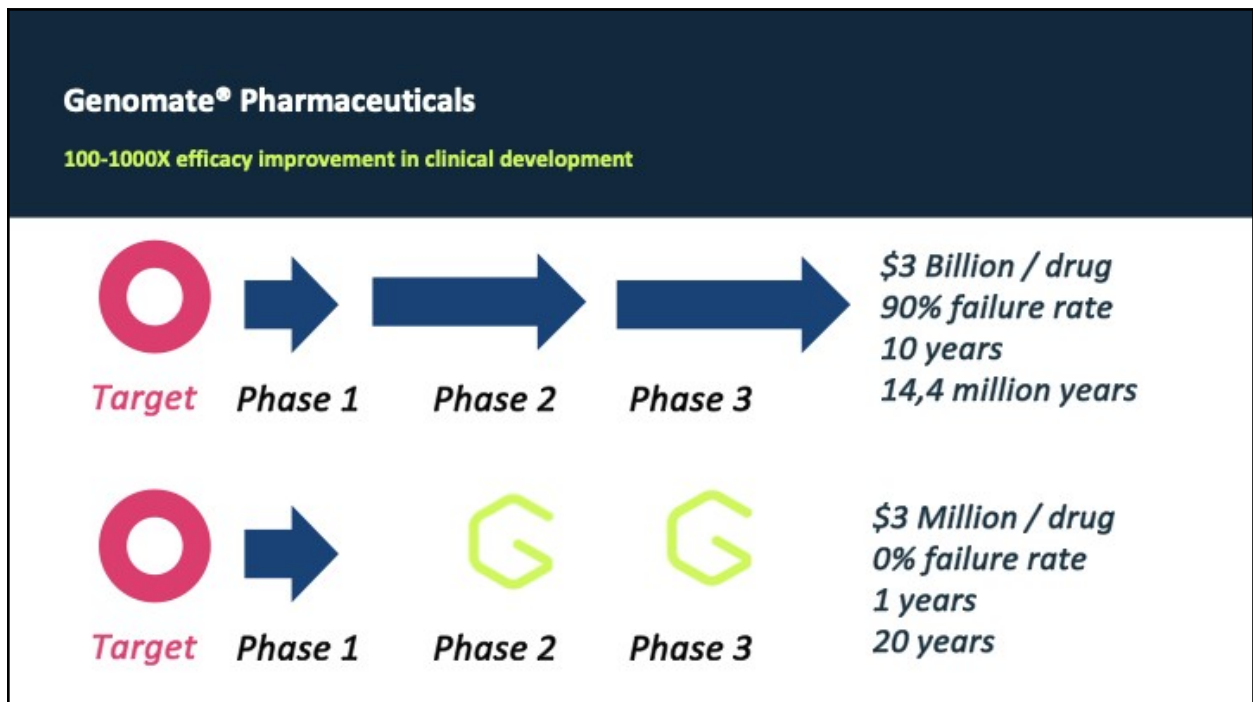 Genomate® Pharmaceuticals
100-1000X efficacy improvement in clinical development
$3 Billion / drug
90% failure rate
10 years
14,4 million years
Target
Phase 1
Phase 2
Phase 3
$3 Million / drug
0% failure rate
1 years
20 years
Target
Phase 1
Phase 2
Phase 3